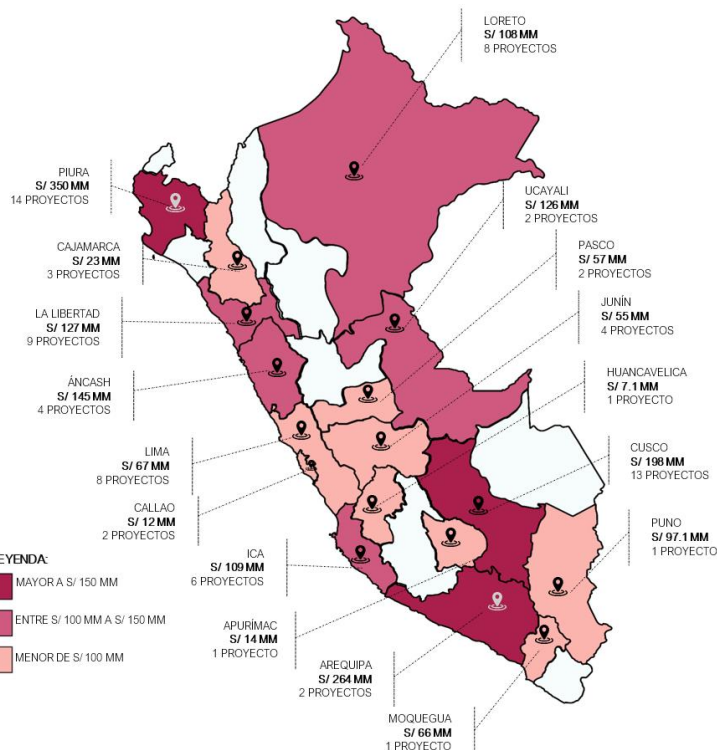 LORETO
S/ 108 MM
8 PROYECTOS
PIURA
S/ 350 MM
14 PROYECTOS
UCAYALI
S/ 126 MM
2 PROYECTOS
CAJAMARCA
S/ 23 MM
3 PROYECTOS
PASCO
S/ 57 MM
2 PROYECTOS
LA LIBERTAD
S/ 127 MM
9 PROYECTOS
JUNÍN
S/ 55 MM
4 PROYECTOS
ÁNCASH
S/ 145 MM
4 PROYECTOS
HUANCAVELICA
S/ 7.1 MM
1 PROYECTO
LIMA
S/ 67 MM
8 PROYECTOS
CUSCO
S/ 198 MM
13 PROYECTOS
CALLAO
S/ 12 MM
2 PROYECTOS
PUNO
S/ 97.1 MM
1 PROYECTO
ICA
S/ 109 MM
6 PROYECTOS
EYENDA:
MAYOR A S/ 150 MM
ENTRE S/ 100 MM A S/ 150 MM
MENOR DE S/ 100 MM
APURÍMAC
S/ 14 MM
1 PROYECTO
AREQUIPA
S/ 264 MM
2 PROYECTOS
MOQUEGUA
S/ 66 MM
1 PROYECTO